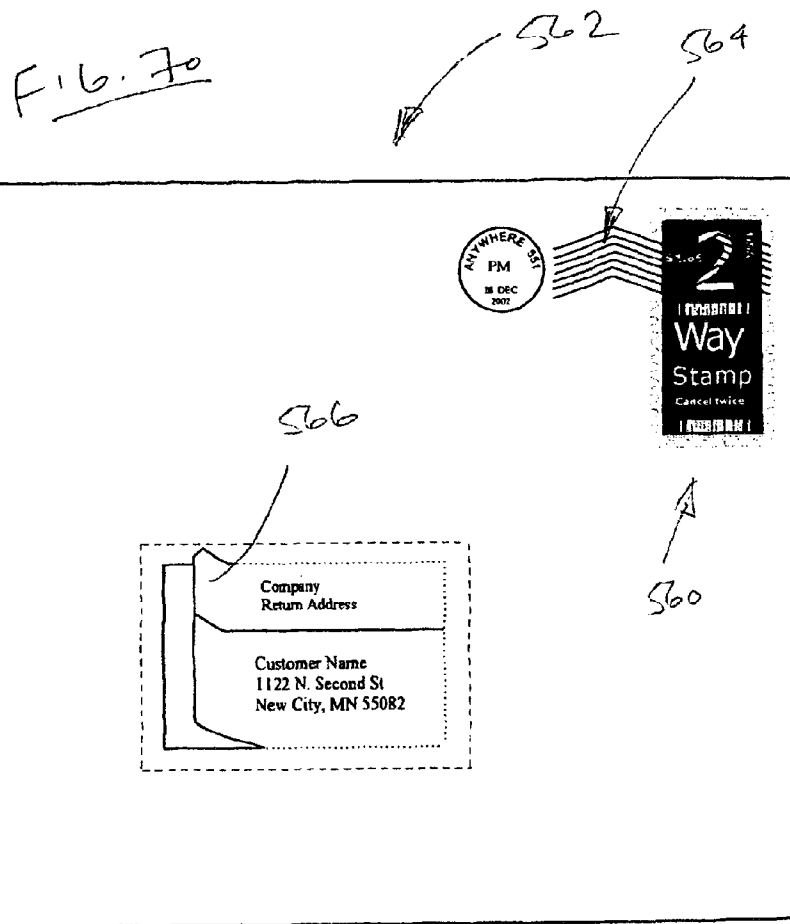 FIG. 70
562
564
ANYWHERE 551
PM
DEC
2002
2
Way
Stamp
Cancel twice
566
560
Company
Return Address
Customer Name
1122 N. Second St
New City, MN 55082